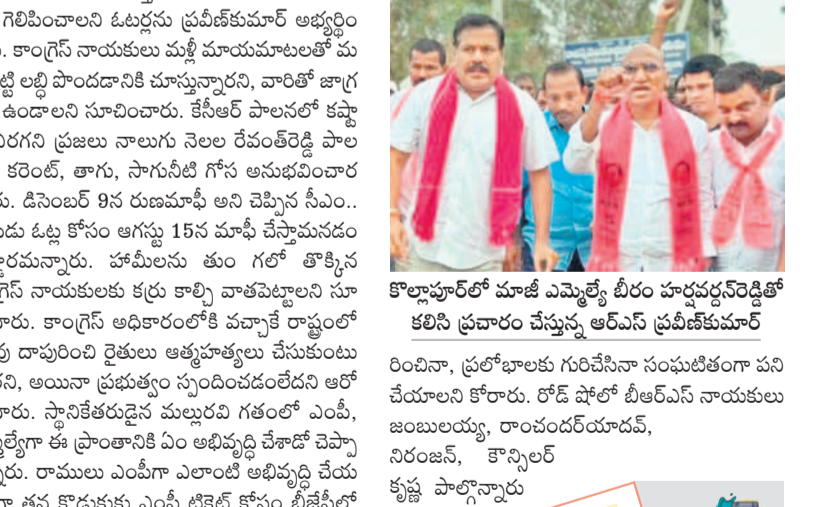 గెలిపించాలని ఓటర్లను ప్రవీణ్‌కుమార్ అభ్యర్థిం
. కాంగ్రెస్ నాయకులు మళ్లీ మాయమాటలతో మ
ట్టి లబ్ధి పొందడానికి చూస్తున్నారని, వారితో జాగ్ర
ఉండాలని సూచించారు. కేసీఆర్ పాలనలో కష్టా
ఎరగని ప్రజలు నాలుగు నెలల రేవంత్‌రెడ్డి పాల
కరెంట్, తాగు, సాగునీటి గోస అనుభవించార
రు. డిసెంబర్ 9న రుణమాఫీ అని చెప్పిన సీఎం..
డు ఓట్ల కోసం ఆగస్టు 15న మాఫీ చేస్తామనడం
రమన్నారు. హామీలను తుం గలో తొక్కిన
రెస్ నాయకులకు కర్రు కాల్చి వాతపెట్టాలని సూ
రు. కాంగ్రెస్ అధికారంలోకి వచ్చాకే రాష్ట్రంలో
వు దాపురించి రైతులు ఆత్మహత్యలు చేసుకుంటు
రని, అయినా ప్రభుత్వం స్పందించడంలేదని ఆరో
రు. స్థానికేతరుడైన మల్లురవి గతంలో ఎంపీ,
ల్యేగా ఈ ప్రాంతానికి ఏం అభివృద్ధి చేశాడో చెప్పా
రు. రాములు ఎంపీగా ఎలాంటి అభివృద్ధి చేయ
తన కొడుకుకు ఎంపీ టికెట్ కోసం బీజేపీలో
కొల్లాపూర్‌లో మాజీ ఎమ్మెల్యే బీరం హర్షవర్దన్‌రెడ్డితో
కలిసి ప్రచారం చేస్తున్న ఆర్ఎస్ ప్రవీణ్‌కుమార్
రించినా, ప్రలోభాలకు గురిచేసినా సంఘటితంగా పని
చేయాలని కోరారు. రోడ్ షోలో బీఆర్ఎస్ నాయకులు
జంబులయ్య, రాంచందర్‌యాదవ్,
నిరంజన్, కౌన్సిలర్
కృష్ణ పాల్గొన్నారు